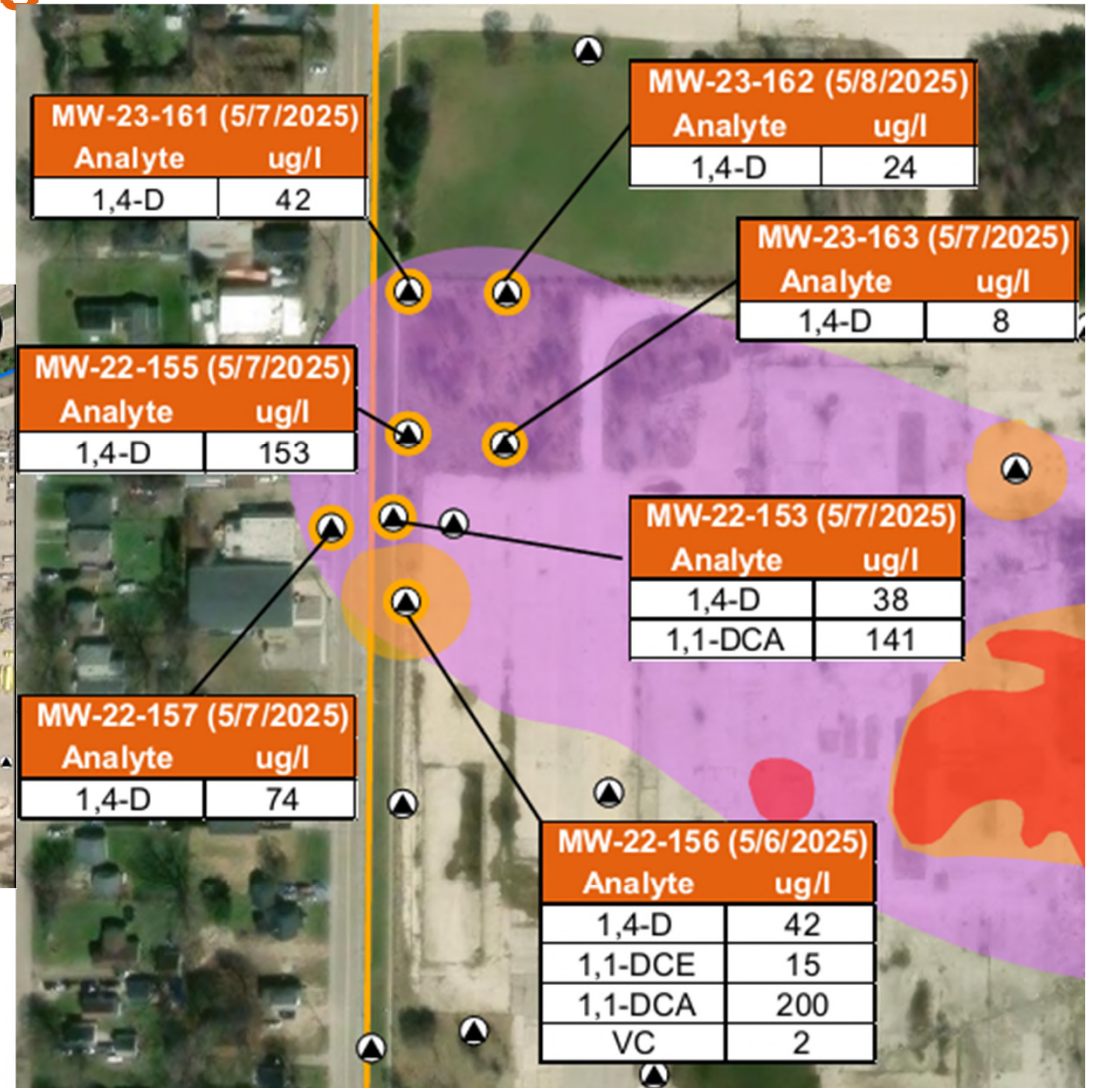 MW-23-161 (5/7/2025)
Analyte ug/l
1,4-D 42
MW-23-162 (5/8/2025)
Analyte ug/l
1,4-D 24
MW-23-163 (5/7/2025)
Analyte ug/l
1,4-D 8
MW-22-155 (5/7/2025)
Analyte ug/l
1,4-D 153
MW-22-153 (5/7/2025)
Analyte ug/l
1,4-D 38
1,1-DCA 141
MW-22-157 (5/7/2025)
Analyte ug/l
1,4-D 74
MW-22-156 (5/6/2025)
Analyte ug/l
1,4-D 42
1,1-DCE 15
1,1-DCA 200
VC 2